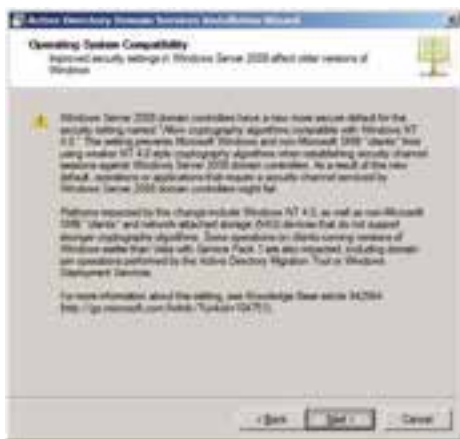 Active Directory Domain Services Installation Wizard
Operating System Compatibility
Improved security settings in Windows Server 2008 affect older versions of
Windows
Windows Server 2008 domain controllers have a new more secure default for the
security setting named "Allow cryptography algorithms compatible with Windows NT
4.0." This setting prevents Microsoft Windows and non-Microsoft SMB "clients" from
using weaker NT 4.0 style cryptography algorithms when establishing security channel
sessions against Windows Server 2008 domain controllers. As a result of this new
default, operations or applications that require a security channel serviced by
Windows Server 2008 domain controllers might fail.
Platforms impacted by this change include Windows NT 4.0, as well as non-Microsoft
SMB "clients" and network attached storage (NAS) devices that do not support
stronger cryptography algorithms. Some operations on clients running versions of
Windows earlier than Vista with Service Pack 1 are also impacted, including domain
join operations performed by the Active Directory Migration Tool or Windows
Deployment Services.
For more information about this setting, see Knowledge Base article 942564
(http://go.microsoft.com/fwlink/?LinkId=104751).
< Back
Next >
Cancel